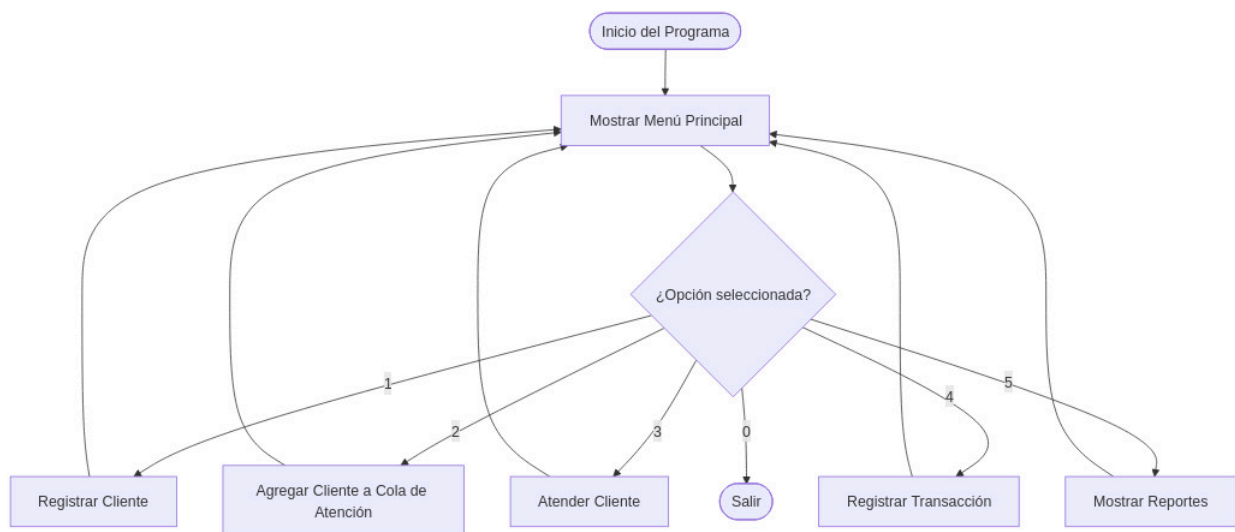 Inicio del Programa
Mostrar Menú Principal
¿Opción seleccionada?
1
2
3
0
4
5
Registrar Cliente
Agregar Cliente a Cola de
Atención
Atender Cliente
Salir
Registrar Transacción
Mostrar Reportes